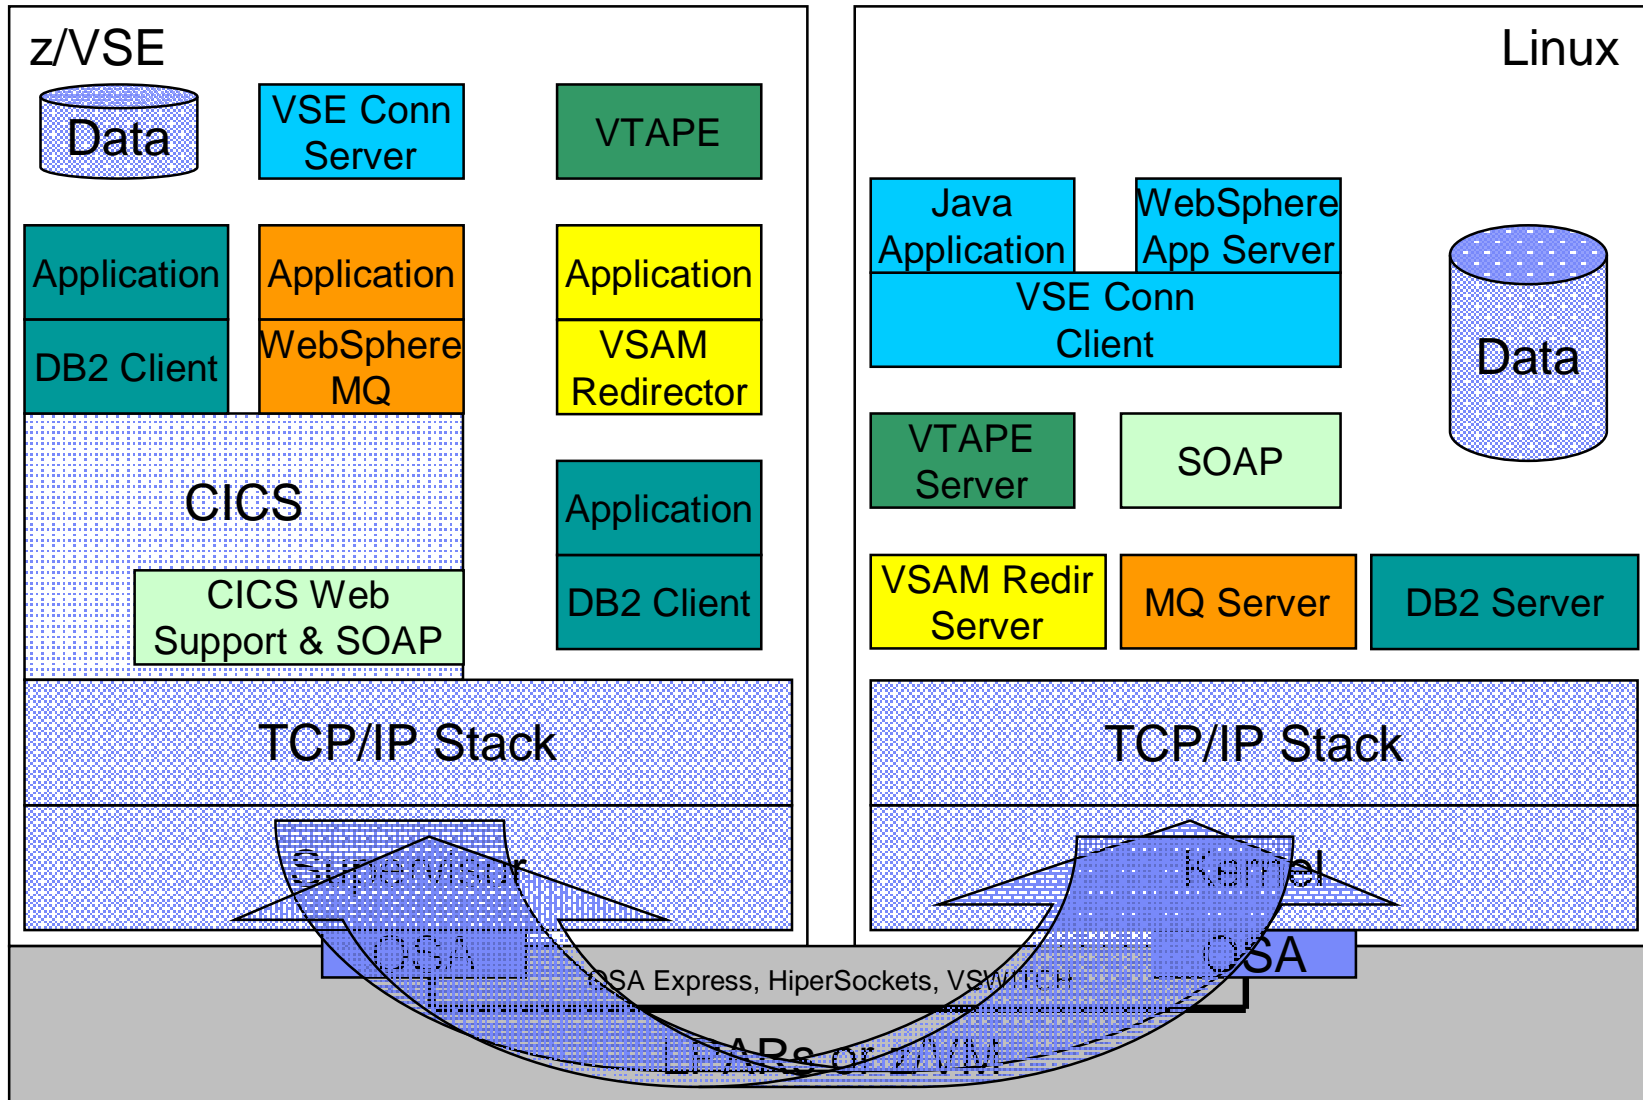 z/VSE
Data
VSE Conn
Server
VTAPE
Application
DB2 Client
Application
WebSphere
MQ
Application
VSAM
Redirector
CICS
CICS Web
Support & SOAP
Application
DB2 Client
TCP/IP Stack
Supervisor
OSA
Linux
Java
Application
WebSphere
App Server
VSE Conn
Client
Data
VTAPE
Server
SOAP
VSAM Redir
Server
MQ Server
DB2 Server
TCP/IP Stack
Kernel
OSA
OSA Express, HiperSockets, VSWITCH
LPARs or z/VM